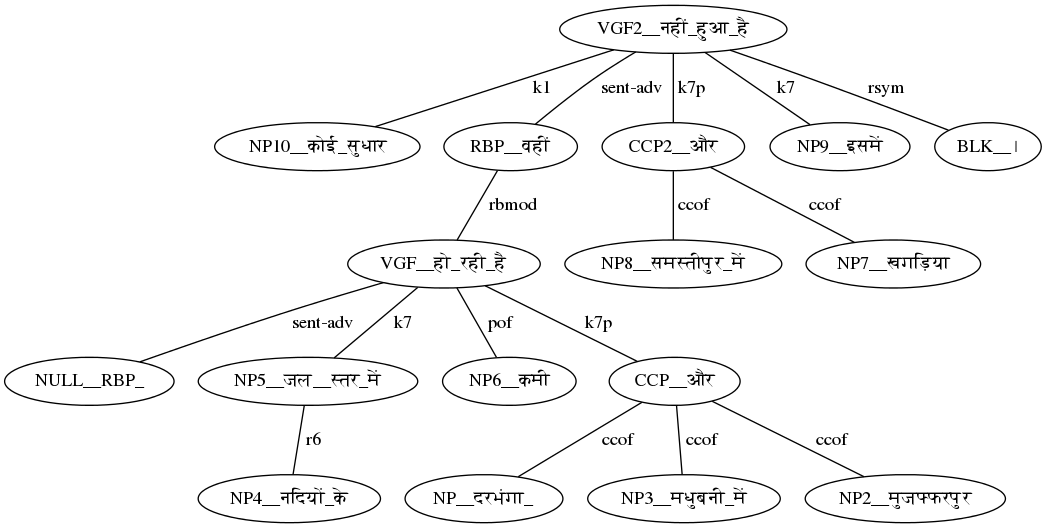 VGF2__नहीं_हुआ_है
k1 sent-adv k7p k7 rsym
NP10__कोई_सुधार RBP__वहीं CCP2__और NP9__इसमें BLK__।
rbmod ccof ccof
VGF__हो_रही_है NP8__समस्तीपुर_में NP7__खगड़िया
sent-adv k7 pof k7p
NULL__RBP_ NP5__जल__स्तर_में NP6__कमी CCP__और
r6 ccof ccof ccof
NP4__नदियों_के NP__दरभंगा_ NP3__मधुबनी_में NP2__मुजफ्फरपुर